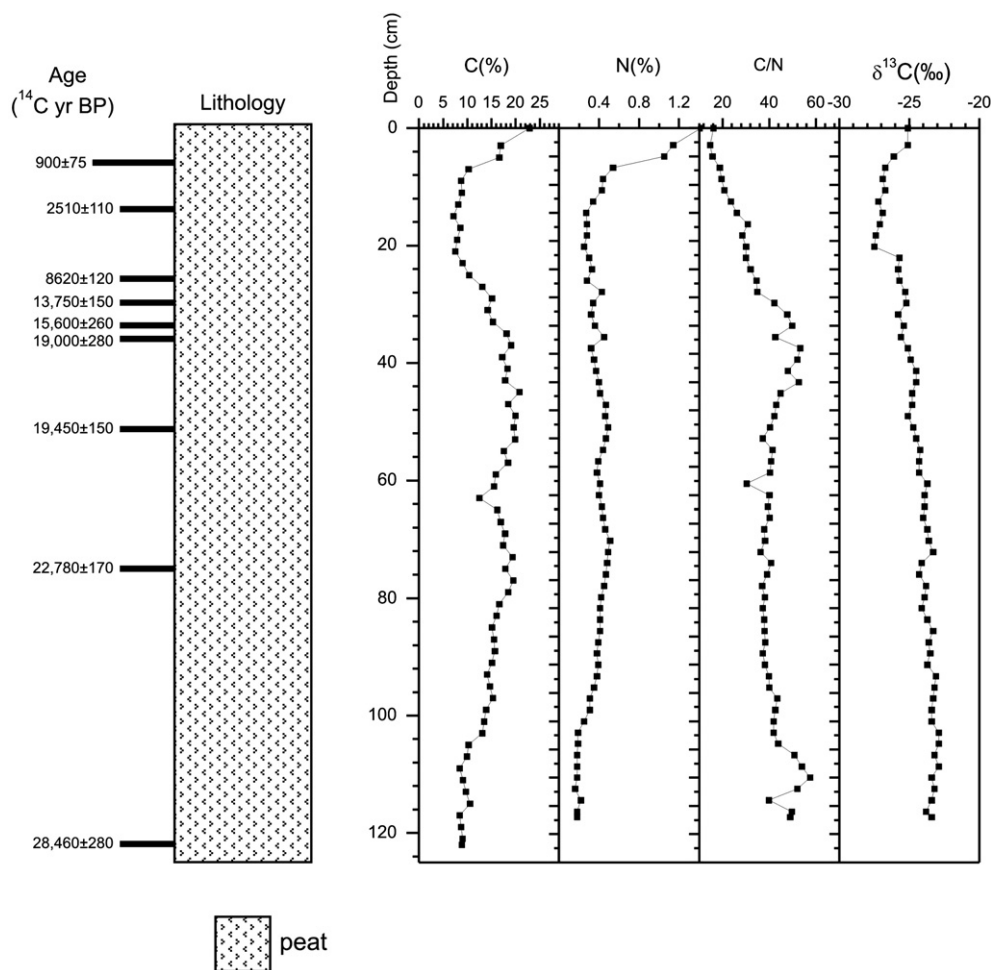 Age
(¹⁴C yr BP)
Lithology
900±75
2510±110
8620±120
13,750±150
15,600±260
19,000±280
19,450±150
22,780±170
28,460±280
peat
Depth (cm)
0
20
40
60
80
100
120
C(%)
0 5 10 15 20 25
N(%)
0.4 0.8 1.2
C/N
20 40 60
δ¹³C(‰)
-30 -25 -20